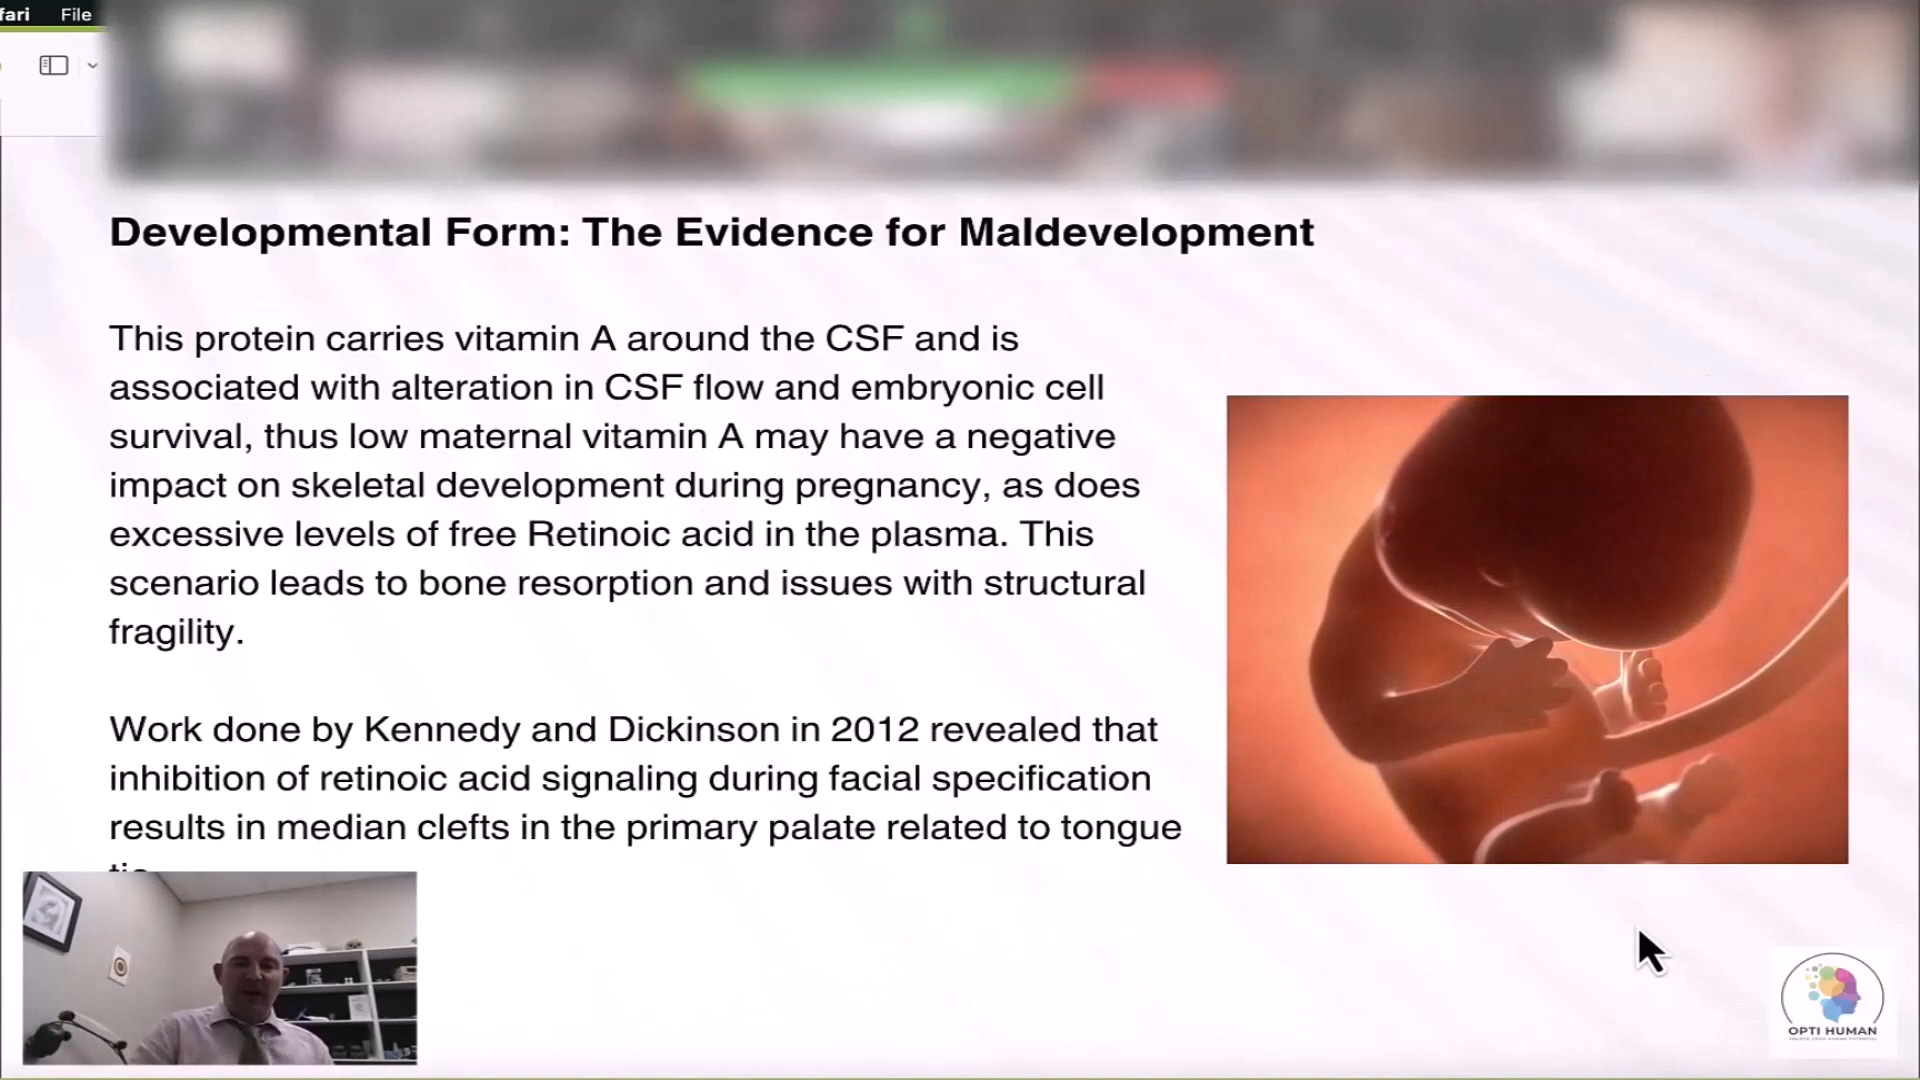 fari File
Developmental Form: The Evidence for Maldevelopment
This protein carries vitamin A around the CSF and is
associated with alteration in CSF flow and embryonic cell
survival, thus low maternal vitamin A may have a negative
impact on skeletal development during pregnancy, as does
excessive levels of free Retinoic acid in the plasma. This
scenario leads to bone resorption and issues with structural
fragility.
Work done by Kennedy and Dickinson in 2012 revealed that
inhibition of retinoic acid signaling during facial specification
results in median clefts in the primary palate related to tongue
OPTI HUMAN